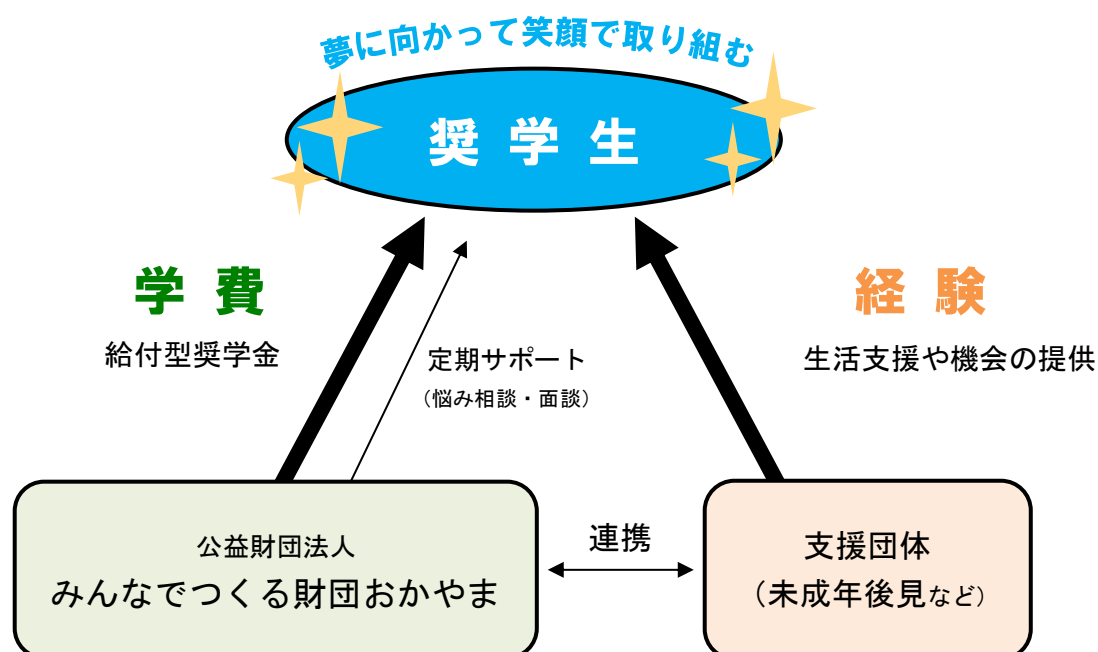 夢に向かって笑顔で取り組む
奨学生
学費
給付型奨学金
定期サポート
（悩み相談・面談）
経験
生活支援や機会の提供
公益財団法人
みんなでつくる財団おかやま
連携
支援団体
（未成年後見など）